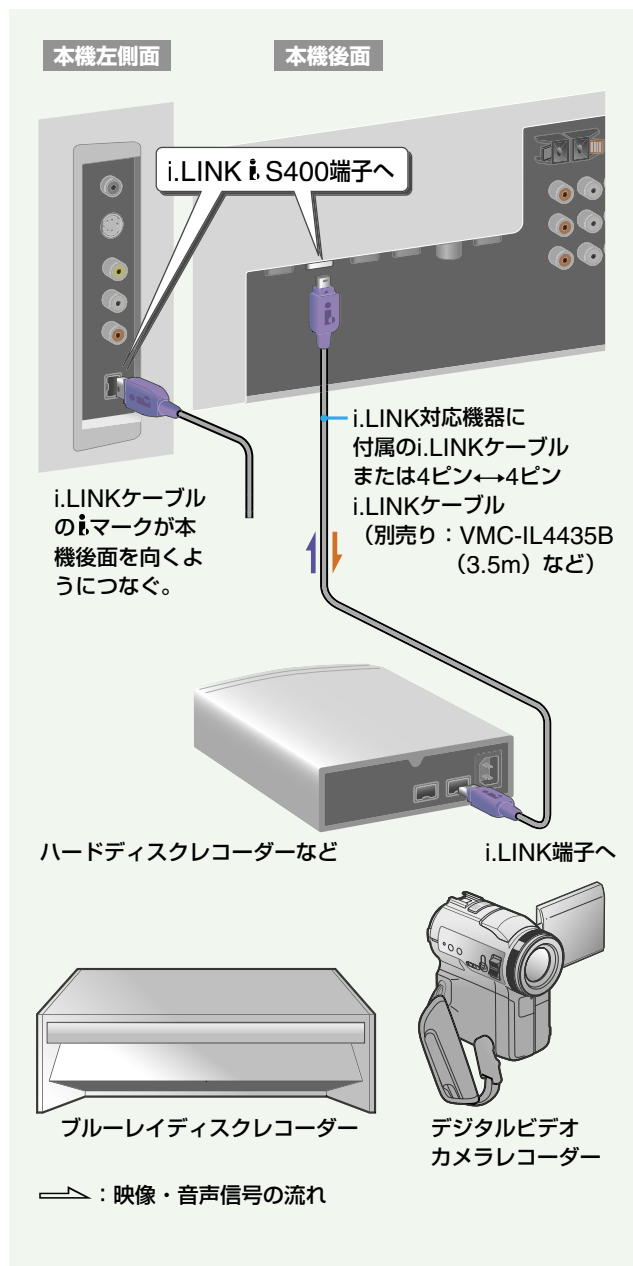 本機左側面
本機後面
i.LINK i S400端子へ
i.LINK対応機器に
付属のi.LINKケーブル
または4ピン↔4ピン
i.LINKケーブル
（別売り：VMC-IL4435B
（3.5m）など）
i.LINKケーブル
のiマークが本
機後面を向くよ
うにつなぐ。
ハードディスクレコーダーなど
i.LINK端子へ
ブルーレイディスクレコーダー
デジタルビデオ
カメラレコーダー
：映像・音声信号の流れ